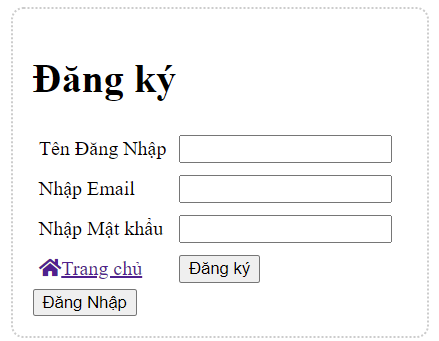 Đăng ký
Tên Đăng Nhập
Nhập Email
Nhập Mật khẩu
Trang chủ Đăng ký
Đăng Nhập